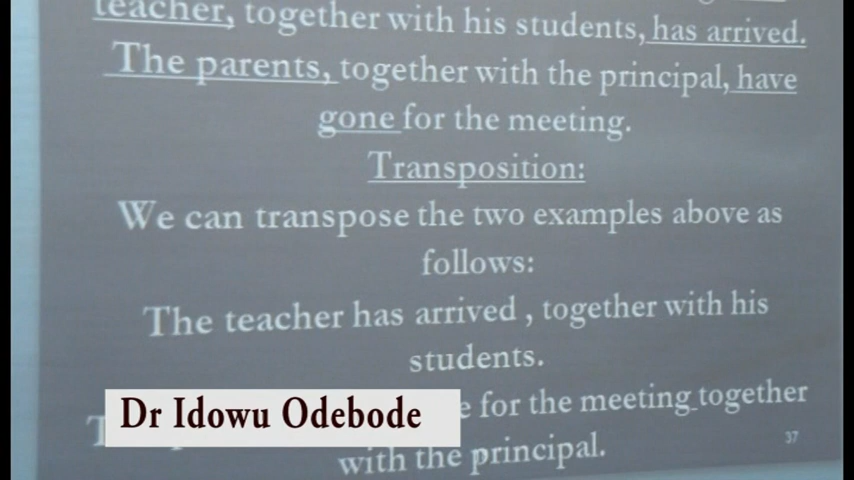 teacher, together with his students, has arrived.
The parents, together with the principal, have
gone for the meeting.
Transposition:
We can transpose the two examples above as
follows:
The teacher has arrived , together with his
students.
Dr Idowu Odebode
for the meeting together
with the principal.
37